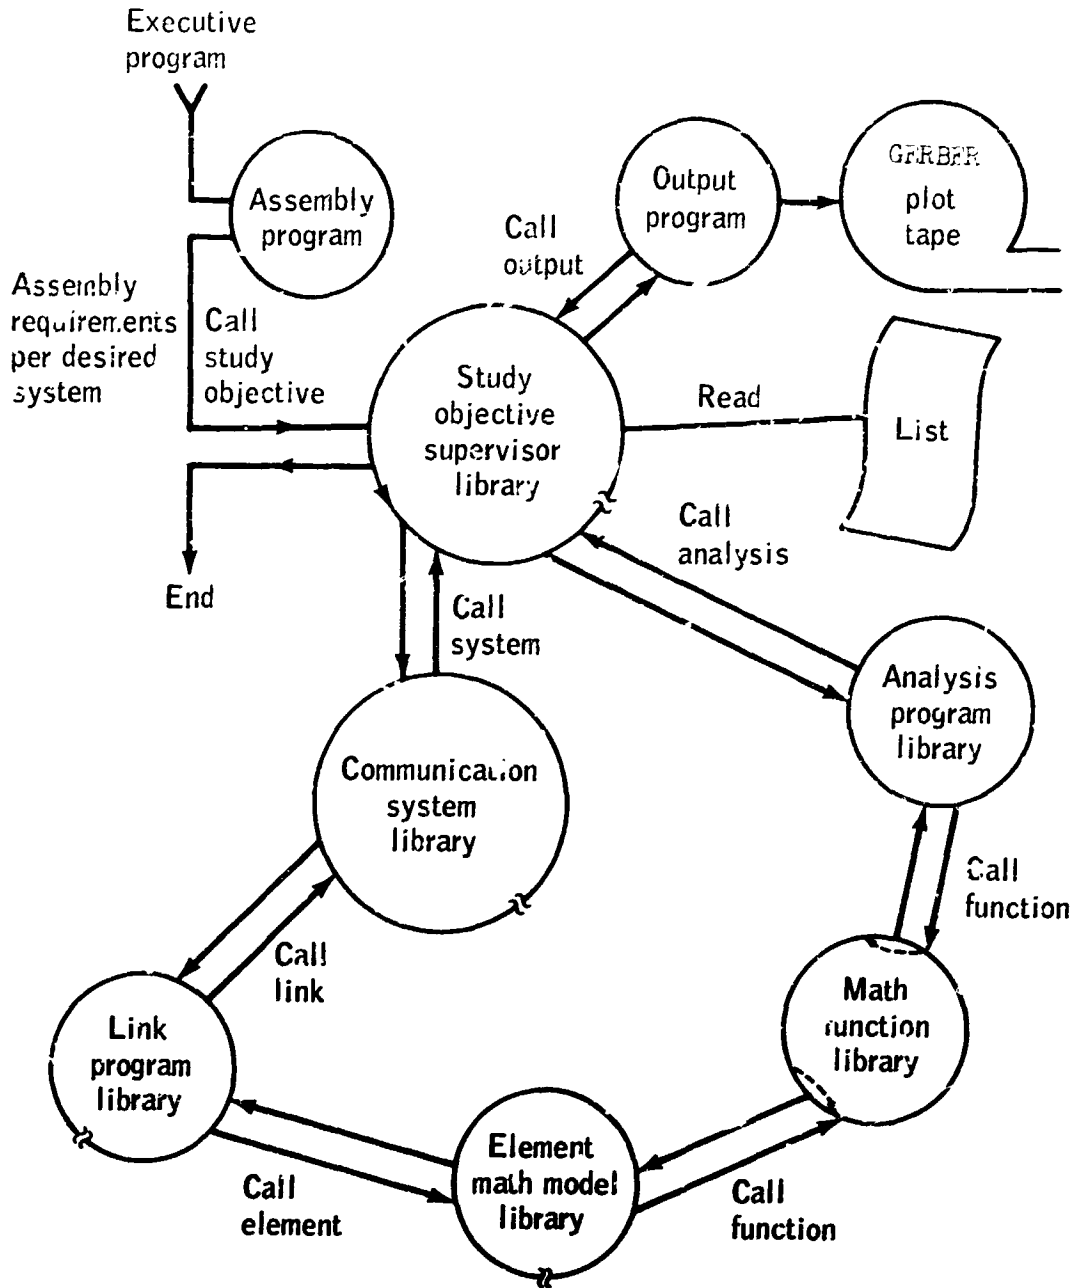 Executive
program
Assembly
program
Output
program
GERBER
plot
tape
Call
output
Assembly
requirements
per desired
system
Call
study
objective
Study
objective
supervisor
library
Read
List
Call
analysis
End
Call
system
Analysis
program
library
Communication
system
library
Call
function
Call
link
Math
function
library
Link
program
library
Element
math model
library
Call
element
Call
function